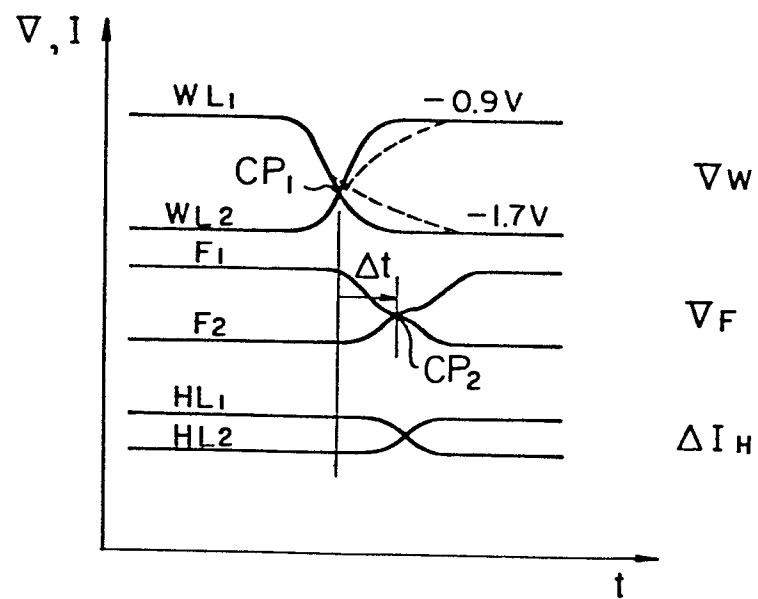 V, I
WL1
-0.9V
CP1
VW
WL2
-1.7V
F1
Δt
F2
VF
CP2
HL1
HL2
ΔIH
t